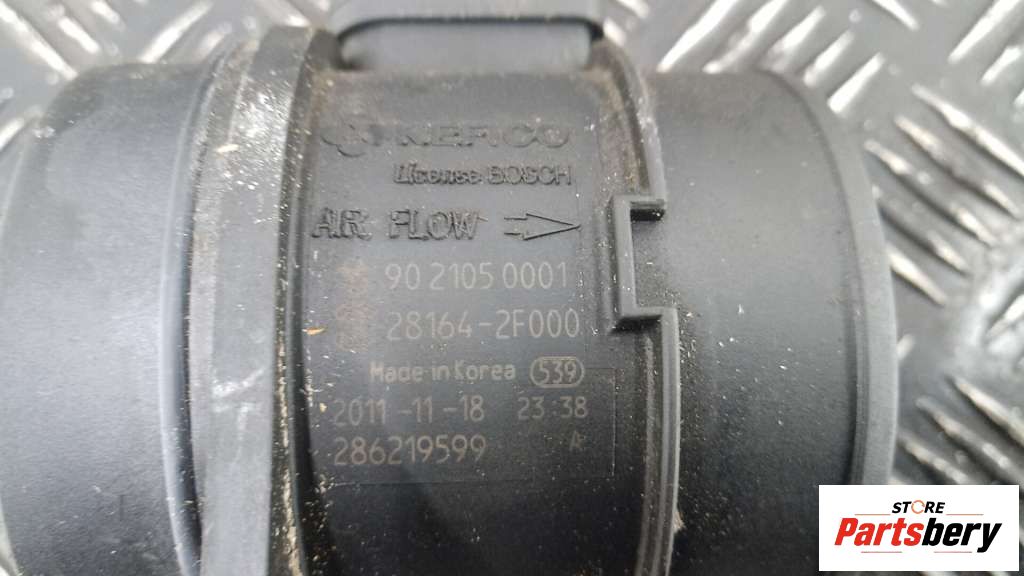 KEFICO
License BOSCH
AIR FLOW
90 2105 0001
28164-2F000
Made in Korea 539
2011-11-18 23:38
286219599 A
STORE
Partsbery